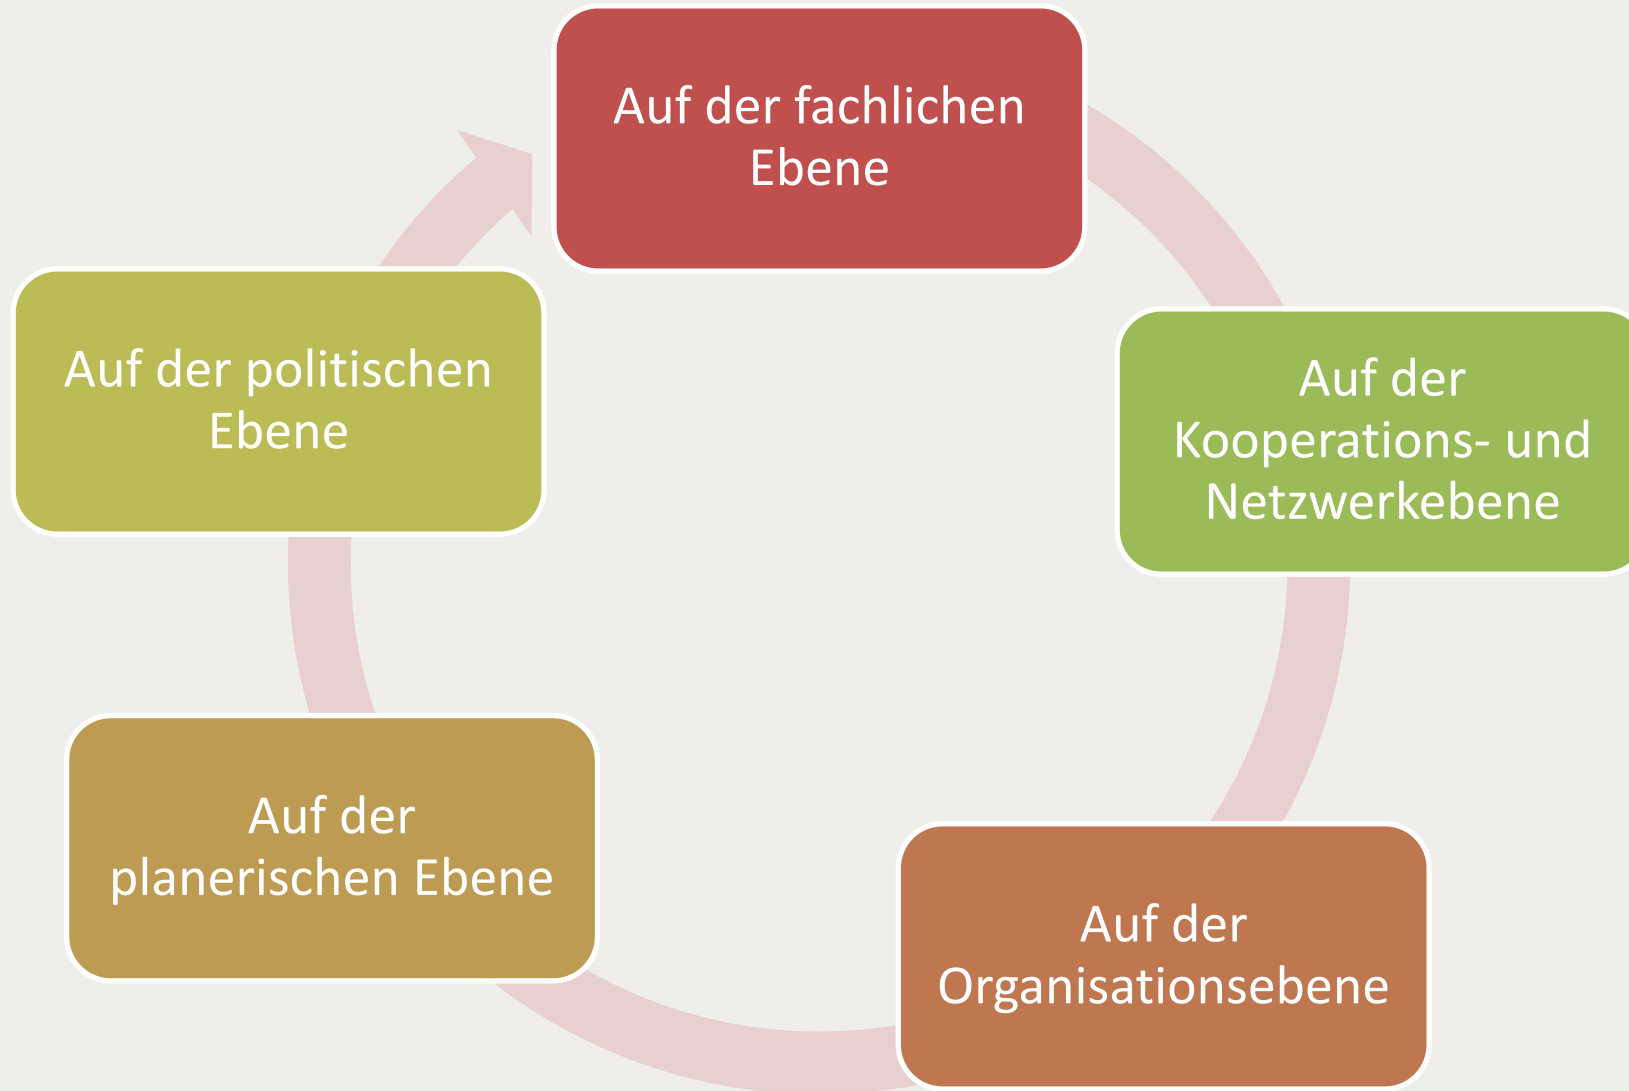 Auf der fachlichen
Ebene
Auf der
Kooperations- und
Netzwerkebene
Auf der
Organisationsebene
Auf der
planerischen Ebene
Auf der politischen
Ebene